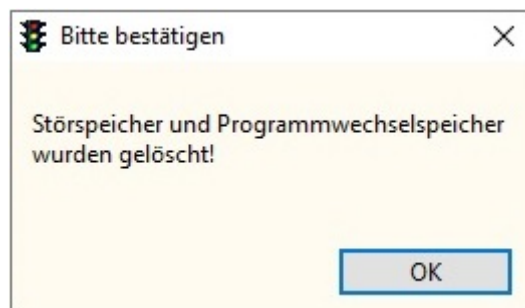 Bitte bestätigen
Störspeicher und Programmwechselspeicher
wurden gelöscht!
OK